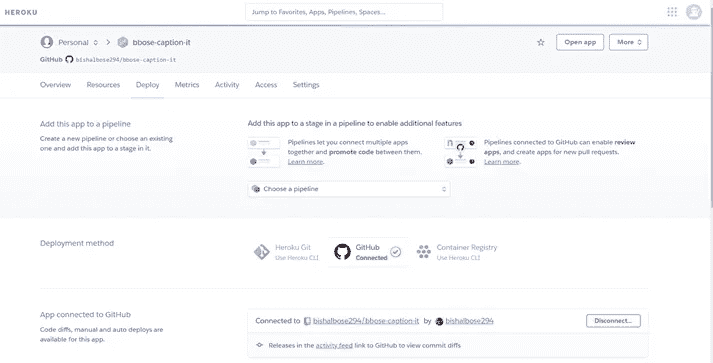 HEROKU
Jump to Favorites, Apps, Pipelines, Spaces...
Personal
bbose-caption-it
Open app
More
GitHub bishalbose294/bbose-caption-it
Overview
Resources
Deploy
Metrics
Activity
Access
Settings
Add this app to a pipeline
Create a new pipeline or choose an existing
one and add this app to a stage in it.
Add this app to a stage in a pipeline to enable additional features
Pipelines let you connect multiple apps
together and promote code between them.
Learn more.
Pipelines connected to GitHub can enable review
apps, and create apps for new pull requests.
Learn more.
Choose a pipeline
Deployment method
Heroku Git
Use Heroku CLI
GitHub
Connected
Container Registry
Use Heroku CLI
App connected to GitHub
Code diffs, manual and auto deploys are
available for this app.
Connected to bishalbose294/bbose-caption-it by bishalbose294
Disconnect...
Releases in the activity feed link to GitHub to view commit diffs